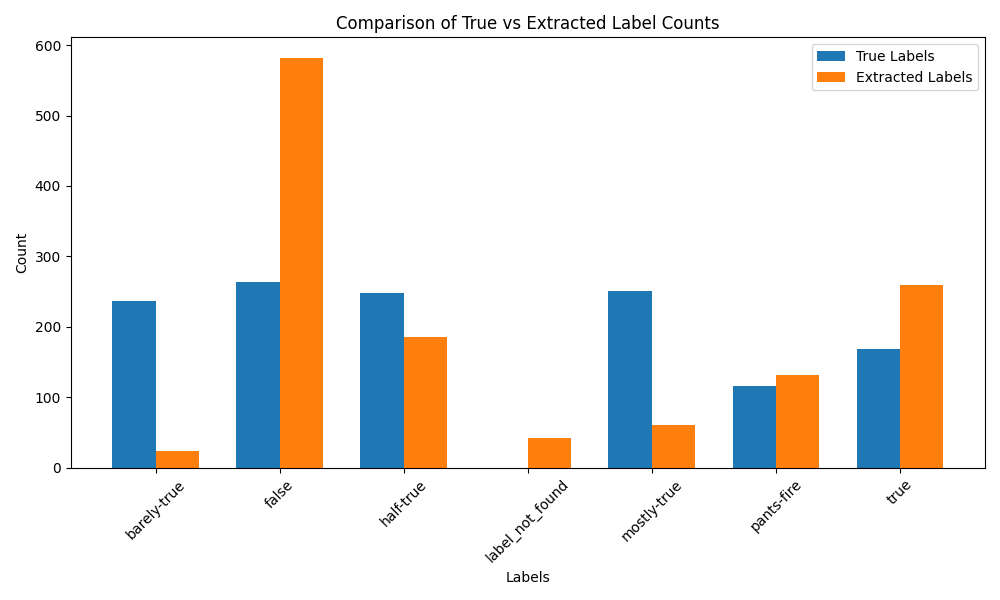 Comparison of True vs Extracted Label Counts
True Labels
Extracted Labels
600
500
400
300
200
100
0
Count
barely-true
false
half-true
label_not_found
mostly-true
pants-fire
true
Labels